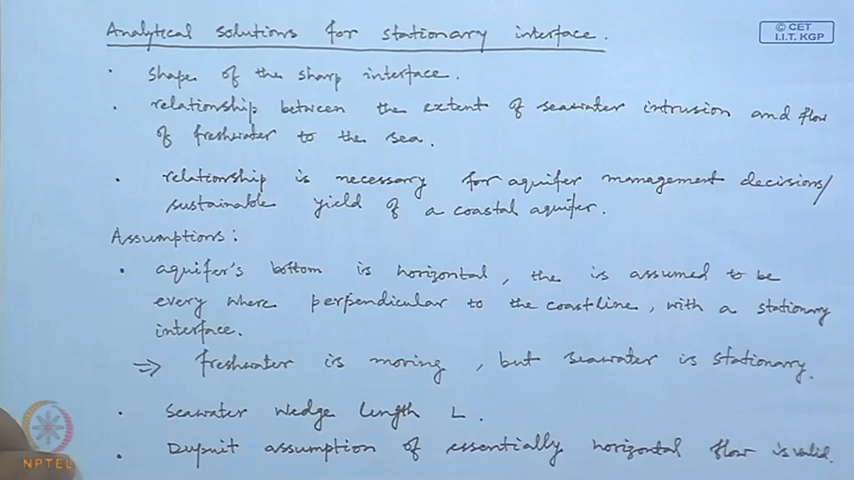 Analytical solutions for stationary interface.
© CET
I.I.T. KGP
· Shape of the sharp interface.
· relationship between the extent of seawater intrusion and flow
of freshwater to the sea.
· relationship is necessary for aquifer management decisions/
sustainable yield of a coastal aquifer.
Assumptions:
· aquifer's bottom is horizontal, the is assumed to be
every where perpendicular to the coastline, with a stationary
interface.
⇒ freshwater is moving, but seawater is stationary.
· Seawater wedge length L.
· Dupuit assumption of essentially horizontal flow is valid.
NPTEL